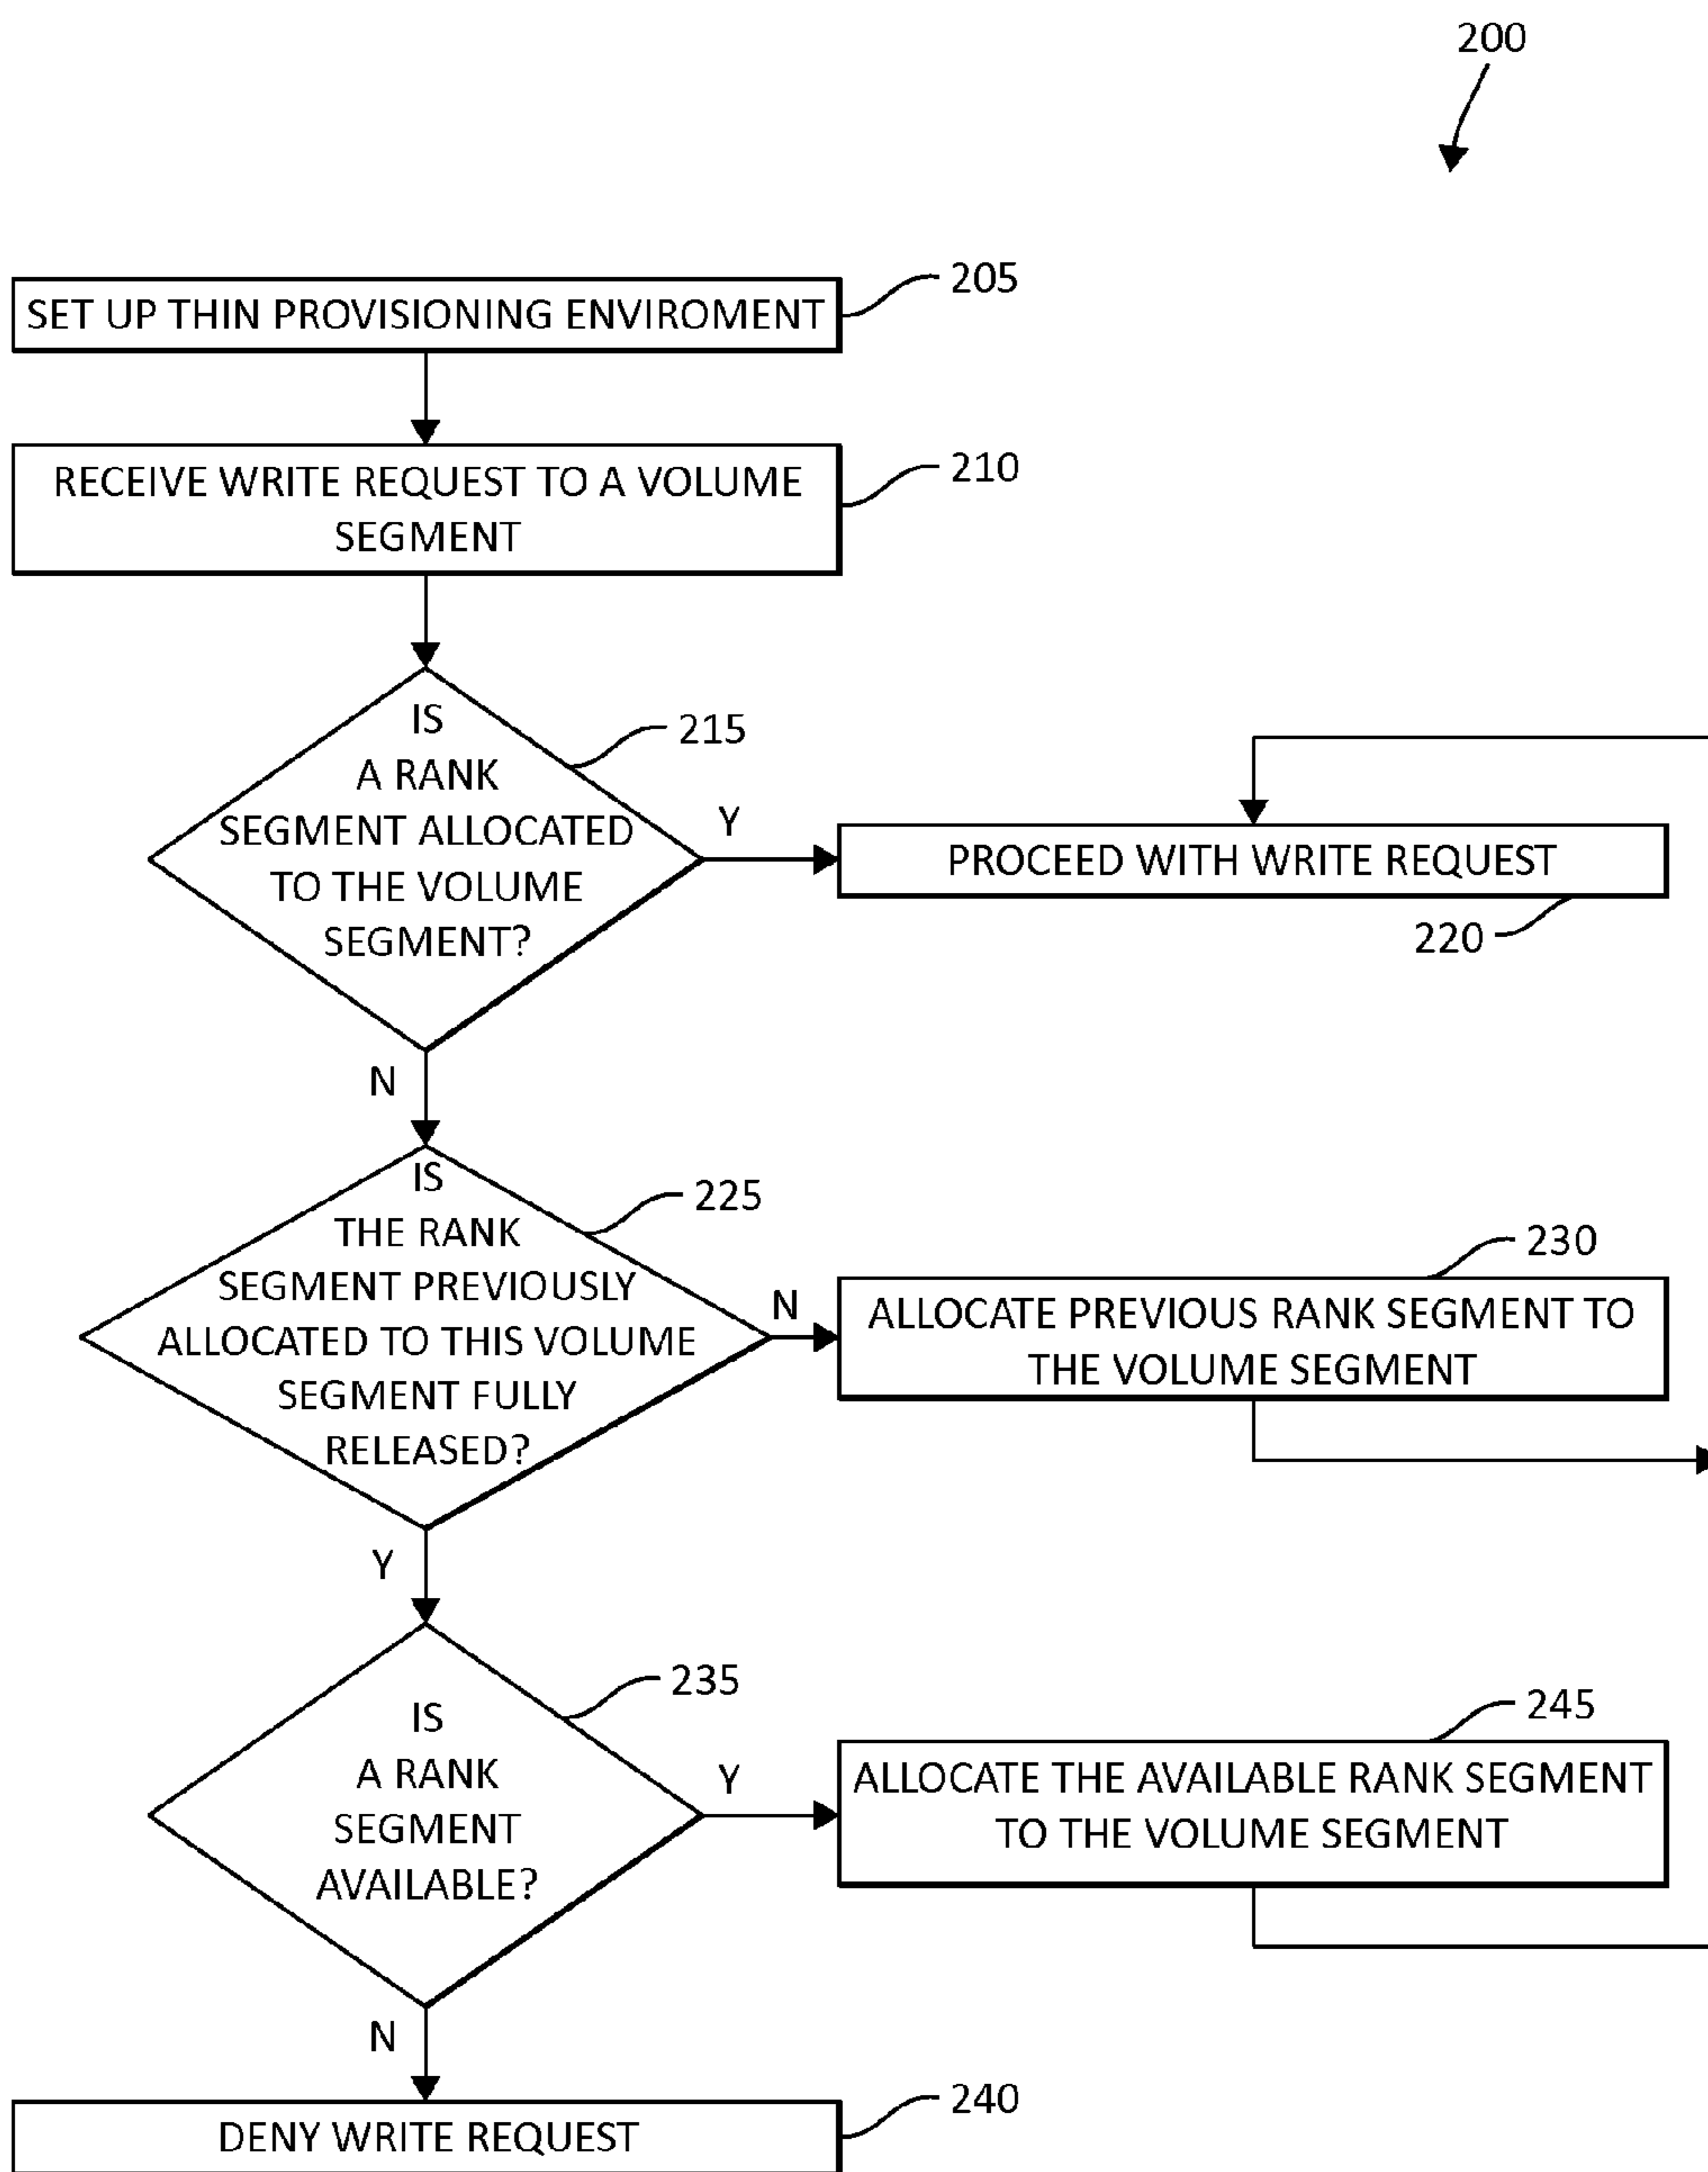 200
SET UP THIN PROVISIONING ENVIROMENT
205
RECEIVE WRITE REQUEST TO A VOLUME
SEGMENT
210
IS
A RANK
SEGMENT ALLOCATED
TO THE VOLUME
SEGMENT?
215
Y
PROCEED WITH WRITE REQUEST
220
N
IS
THE RANK
SEGMENT PREVIOUSLY
ALLOCATED TO THIS VOLUME
SEGMENT FULLY
RELEASED?
225
N
230
ALLOCATE PREVIOUS RANK SEGMENT TO
THE VOLUME SEGMENT
Y
IS
A RANK
SEGMENT
AVAILABLE?
235
Y
245
ALLOCATE THE AVAILABLE RANK SEGMENT
TO THE VOLUME SEGMENT
N
DENY WRITE REQUEST
240